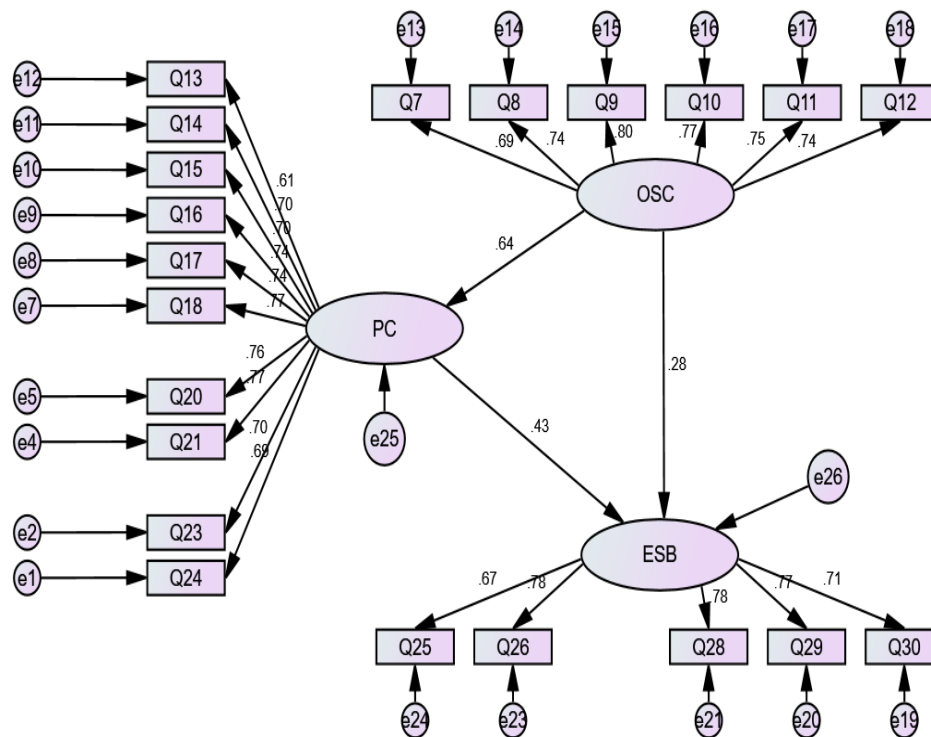 e13 e14 e15 e16 e17 e18
Q7 Q8 Q9 Q10 Q11 Q12
.69 .74 .80 .77 .75 .74
OSC
e12 Q13
e11 Q14
e10 Q15
e9 Q16
e8 Q17
e7 Q18
e5 Q20
e4 Q21
e2 Q23
e1 Q24
.61
.70
.70
.74
.74
.77
.76
.77
.70
.69
PC
e25
.64
.28
.43
e26
ESB
.67 .78 .78 .77 .71
Q25 Q26 Q28 Q29 Q30
e24 e23 e21 e20 e19